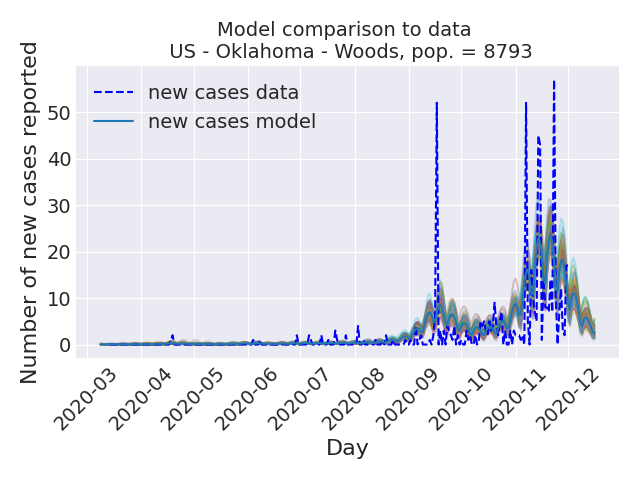 Model comparison to data
US - Oklahoma - Woods, pop. = 8793
Number of new cases reported
50
40
30
20
10
0
new cases data
new cases model
2020-03
2020-04
2020-05
2020-06
2020-07
2020-08
2020-09
2020-10
2020-11
2020-12
Day